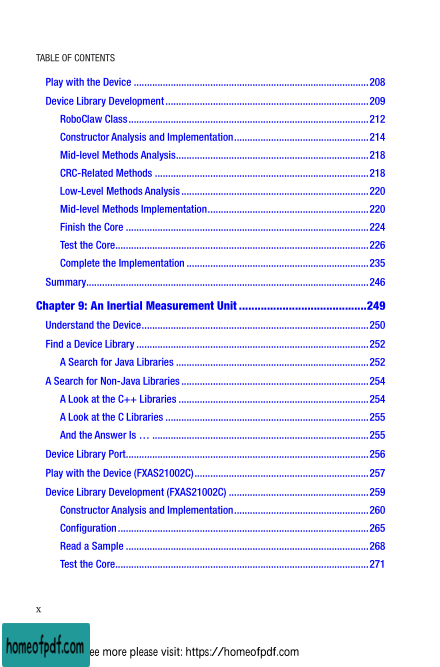 TABLE OF CONTENTS
Play with the Device ........ 208
Device Library Development ........ 209
RoboClaw Class ........ 212
Constructor Analysis and Implementation ........ 214
Mid-level Methods Analysis ........ 218
CRC-Related Methods ........ 218
Low-Level Methods Analysis ........ 220
Mid-level Methods Implementation ........ 220
Finish the Core ........ 224
Test the Core ........ 226
Complete the Implementation ........ 235
Summary ........ 246
Chapter 9: An Inertial Measurement Unit ........ 249
Understand the Device ........ 250
Find a Device Library ........ 252
A Search for Java Libraries ........ 252
A Search for Non-Java Libraries ........ 254
A Look at the C++ Libraries ........ 254
A Look at the C Libraries ........ 255
And the Answer Is … ........ 255
Device Library Port ........ 256
Play with the Device (FXAS21002C) ........ 257
Device Library Development (FXAS21002C) ........ 259
Constructor Analysis and Implementation ........ 260
Configuration ........ 265
Read a Sample ........ 268
Test the Core ........ 271
x
homeofpdf.com
ee more please visit: https://homeofpdf.com